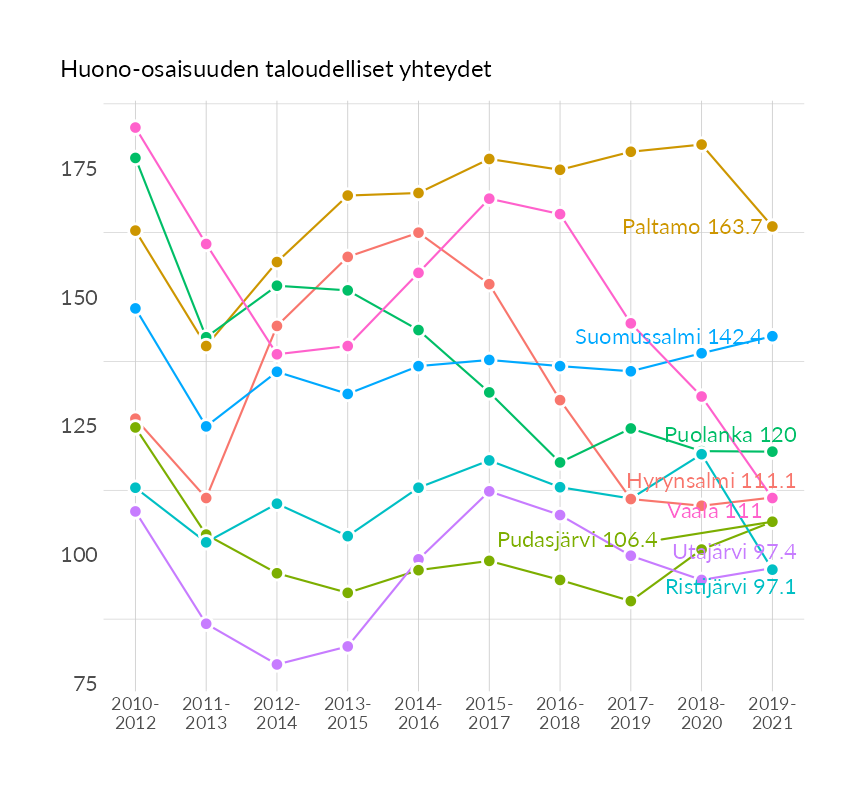 Huono-osaisuuden taloudelliset yhteydet
175
150
125
100
75
Paltamo 163.7
Suomussalmi 142.4
Puolanka 120
Hyrynsalmi 111.1
Vaala 111
Pudasjärvi 106.4
Utajärvi 97.4
Ristijärvi 97.1
2010-
2012
2011-
2013
2012-
2014
2013-
2015
2014-
2016
2015-
2017
2016-
2018
2017-
2019
2018-
2020
2019-
2021